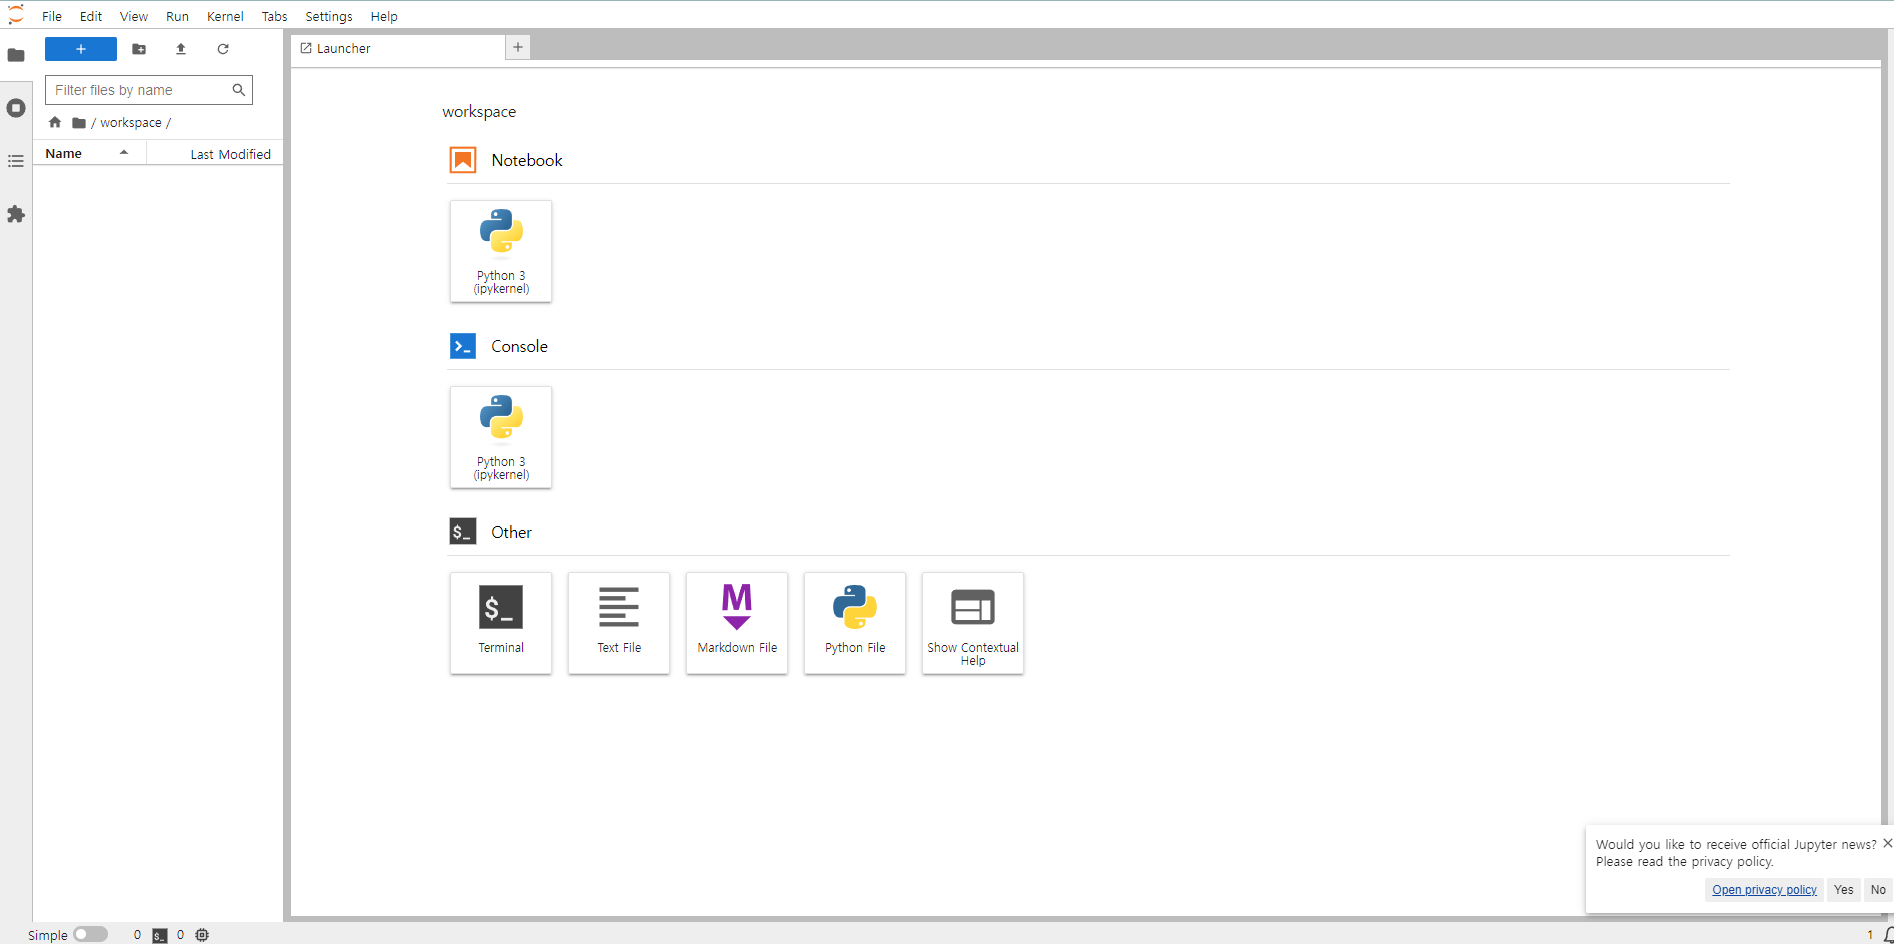 File Edit View Run Kernel Tabs Settings Help
+
Filter files by name
/ workspace /
Name Last Modified
Launcher +
workspace
Notebook
Python 3
(ipykernel)
>_ Console
Python 3
(ipykernel)
$_ Other
$_
Terminal
Text File
M
Markdown File
Python File
Show Contextual
Help
Would you like to receive official Jupyter news?
Please read the privacy policy.
Open privacy policy Yes No
Simple 0 $_ 0 1